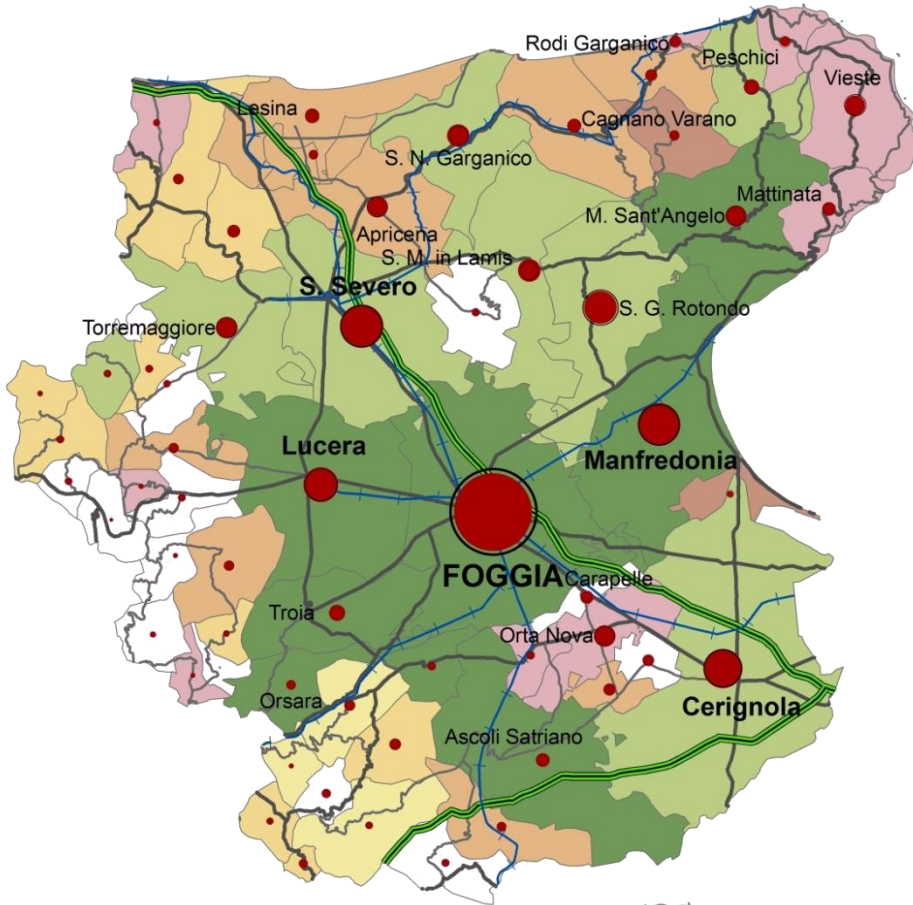 Rodi Garganico
Peschici
Vieste
Lesina
Cagnano Varano
S. N. Garganico
Mattinata
M. Sant'Angelo
Apricena
S. M. in Lamis
S. Severo
S. G. Rotondo
Torremaggiore
Lucera
Manfredonia
FOGGIA
Carapelle
Troia
Orta Nova
Orsara
Cerignola
Ascoli Satriano